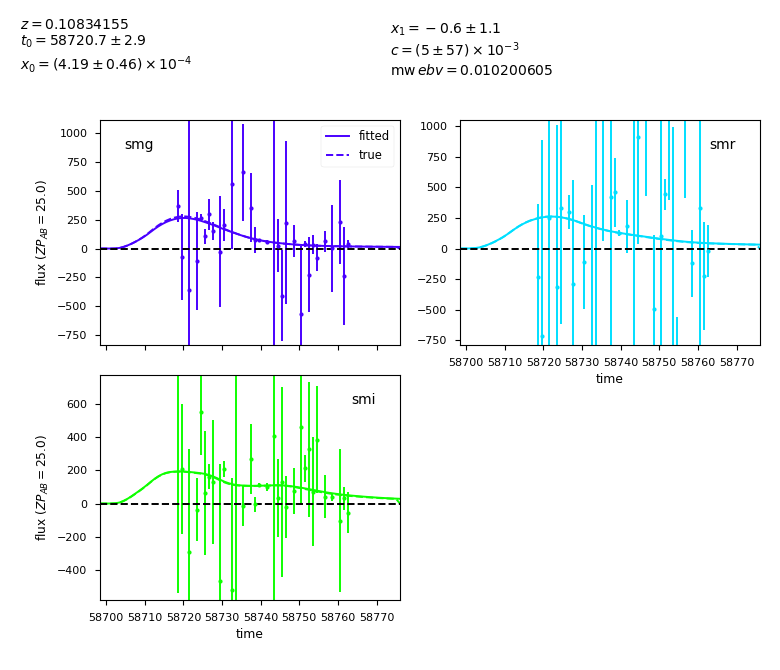 z = 0.10834155
t₀ = 58720.7 ± 2.9
x₀ = (4.19 ± 0.46) × 10⁻⁴
x₁ = −0.6 ± 1.1
c = (5 ± 57) × 10⁻³
mw ebv = 0.010200605
smg
fitted
true
1000
750
500
250
0
−250
−500
−750
flux (ZP_AB = 25.0)
smr
1000
750
500
250
0
−250
−500
−750
58700 58710 58720 58730 58740 58750 58760 58770
time
smi
600
400
200
0
−200
−400
flux (ZP_AB = 25.0)
58700 58710 58720 58730 58740 58750 58760 58770
time